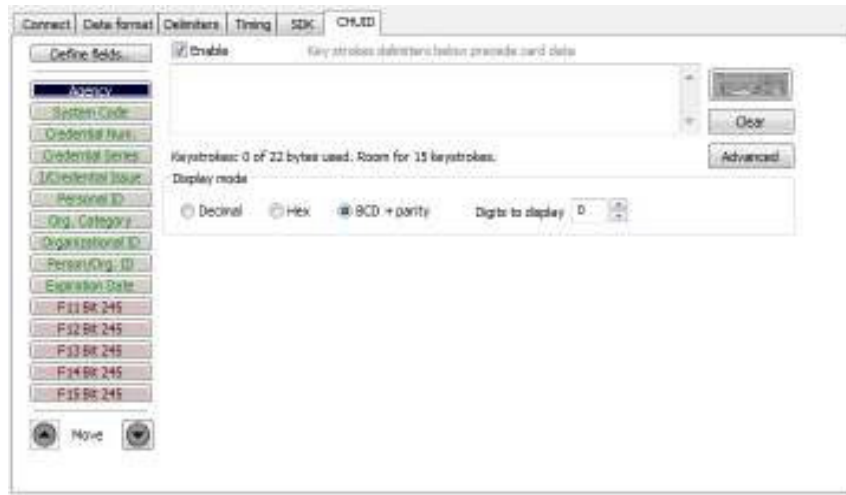 Connect Data format Delimiters Timing SDK CHUID
Define fields...
Enable
Key strokes delimiters below precede card data
Agency
System Code
Credential Num.
Credential Series
Credential Issue
Personal ID
Org. Category
Organizational ID
Person/Org. ID
Expiration Date
F11 Bit 245
F12 Bit 245
F13 Bit 245
F14 Bit 245
F15 Bit 245
Move
Clear
Keystrokes: 0 of 22 bytes used. Room for 15 keystrokes.
Advanced
Display mode
Decimal Hex BCD + parity Digits to display 0